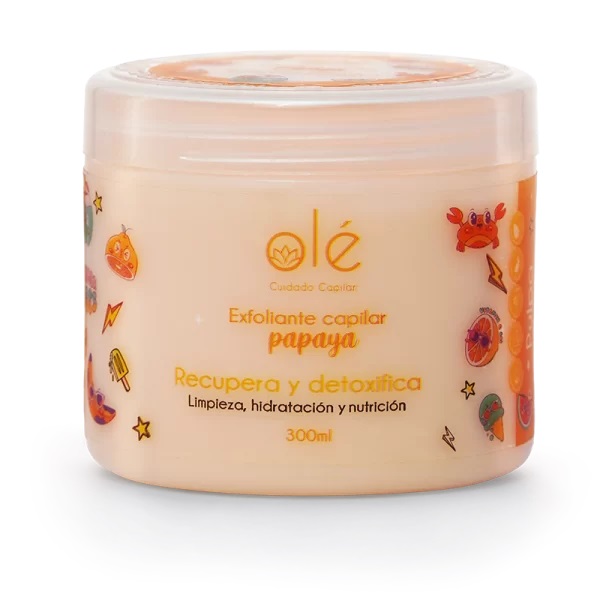 olé
Cuidado Capilar
Exfoliante capilar
papaya
Recupera y detoxifica
Limpieza, hidratación y nutrición
300ml